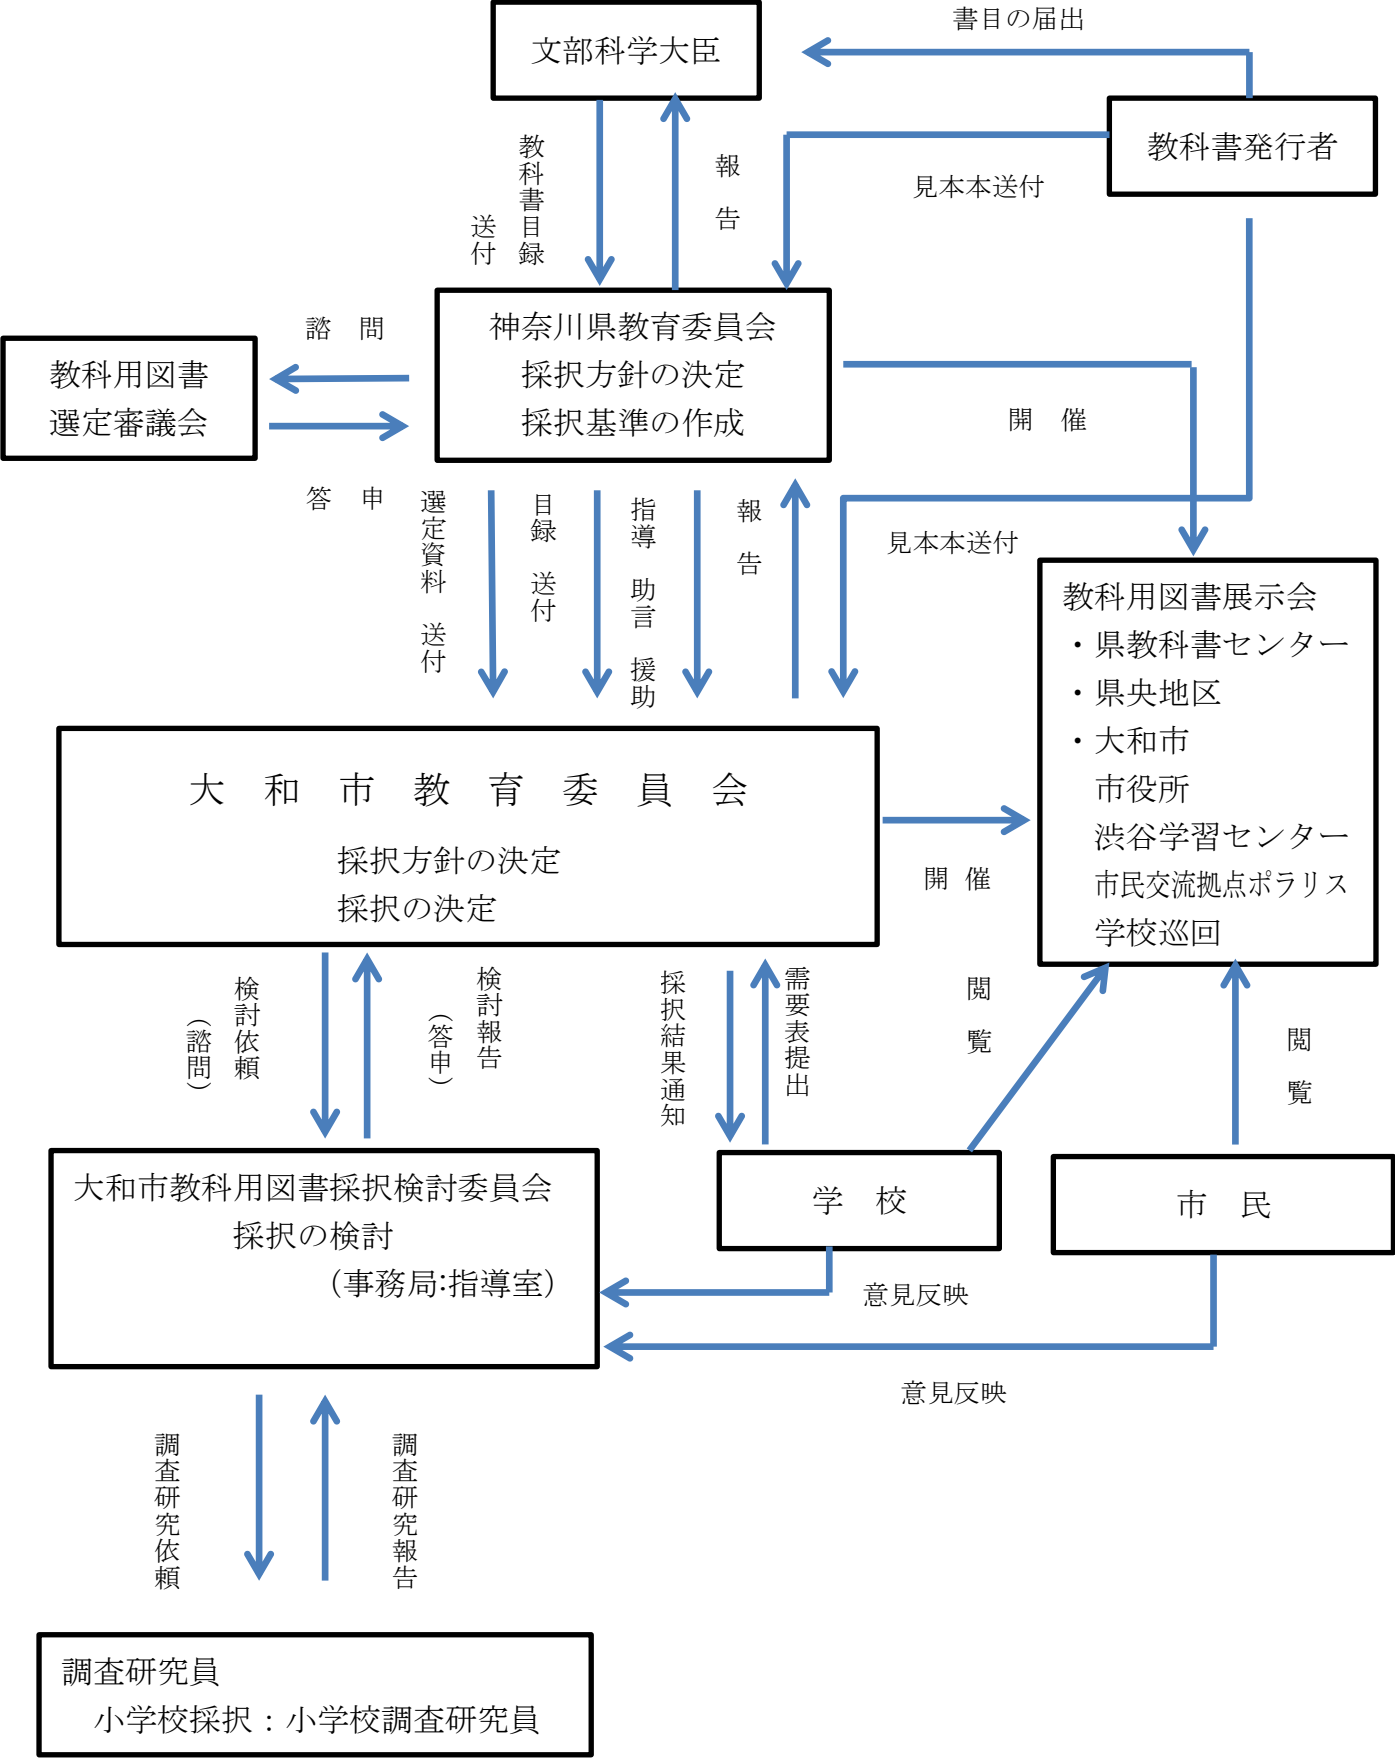 書目の届出
文部科学大臣
教科書発行者
教科書目録
送付
報　告
見本本送付
神奈川県教育委員会
採択方針の決定
採択基準の作成
諮　問
教科用図書
選定審議会
答　申
開　催
選定資料　送付
目録　送付
指導　助言　援助
報　告
見本本送付
教科用図書展示会
・県教科書センター
・県央地区
・大和市
市役所
渋谷学習センター
市民交流拠点ポラリス
学校巡回
大　和　市　教　育　委　員　会
採択方針の決定
採択の決定
開 催
検討依頼
（諮問）
検討報告
（答申）
採択結果通知
需要表提出
閲　覧
閲　覧
大和市教科用図書採択検討委員会
採択の検討
（事務局:指導室）
学　校
市　民
意見反映
意見反映
調査研究依頼
調査研究報告
調査研究員
小学校採択：小学校調査研究員